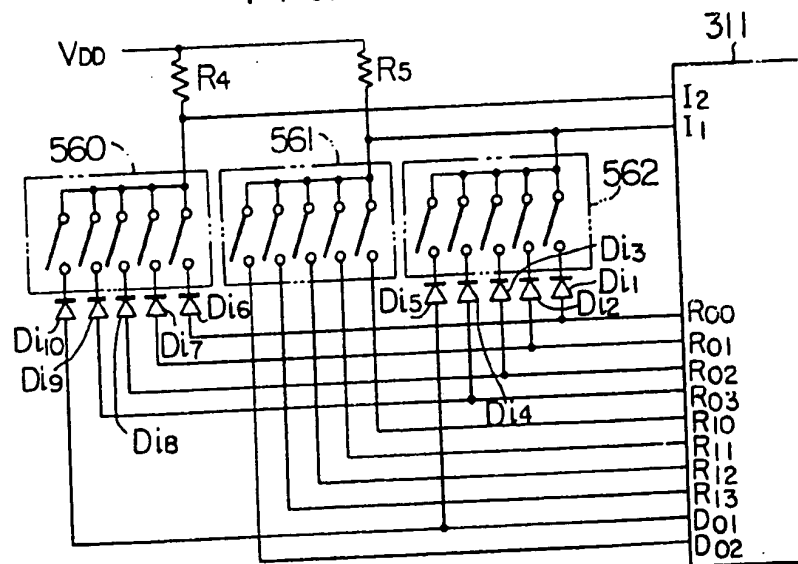 311
VDD
R4
R5
I2
I1
560
561
562
Di3
Di1
Di5
Di2
Di6
Di10
Di7
Di9
Di4
Di8
R00
R01
R02
R03
R10
R11
R12
R13
D01
D02